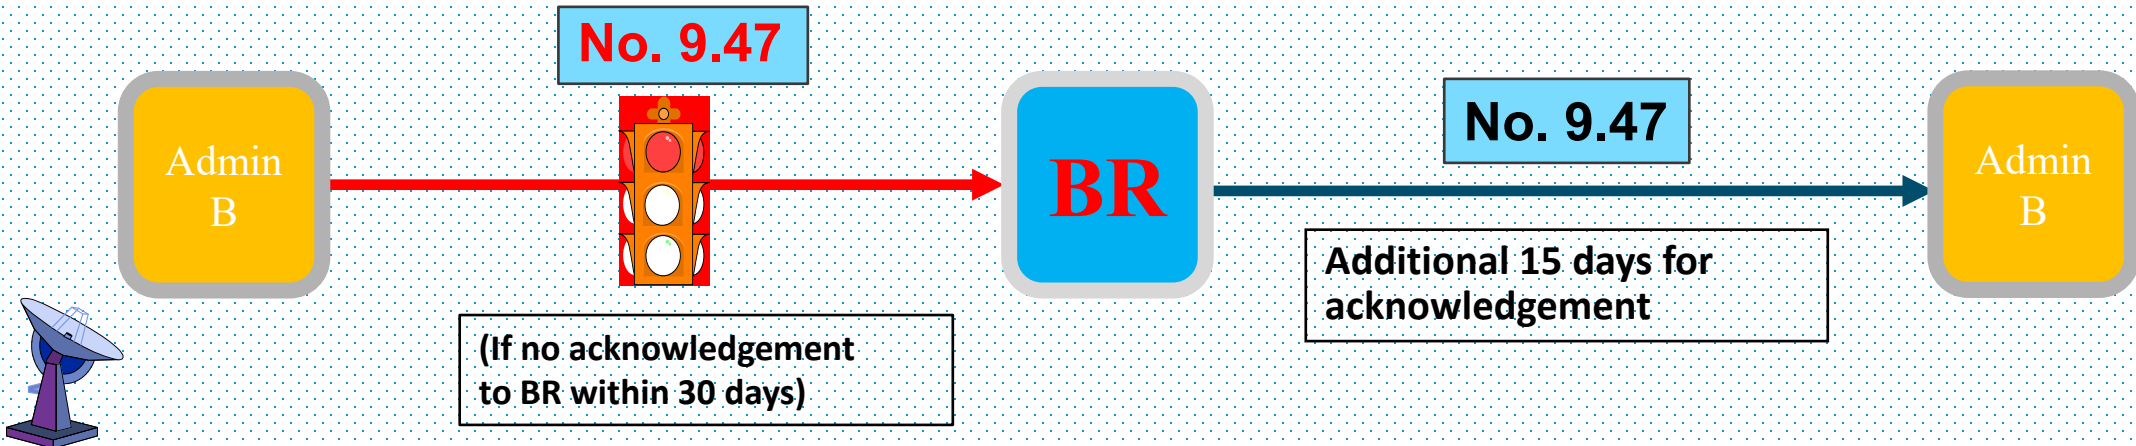 No. 9.47
Admin
B
(If no acknowledgement
to BR within 30 days)
BR
No. 9.47
Additional 15 days for
acknowledgement
Admin
B